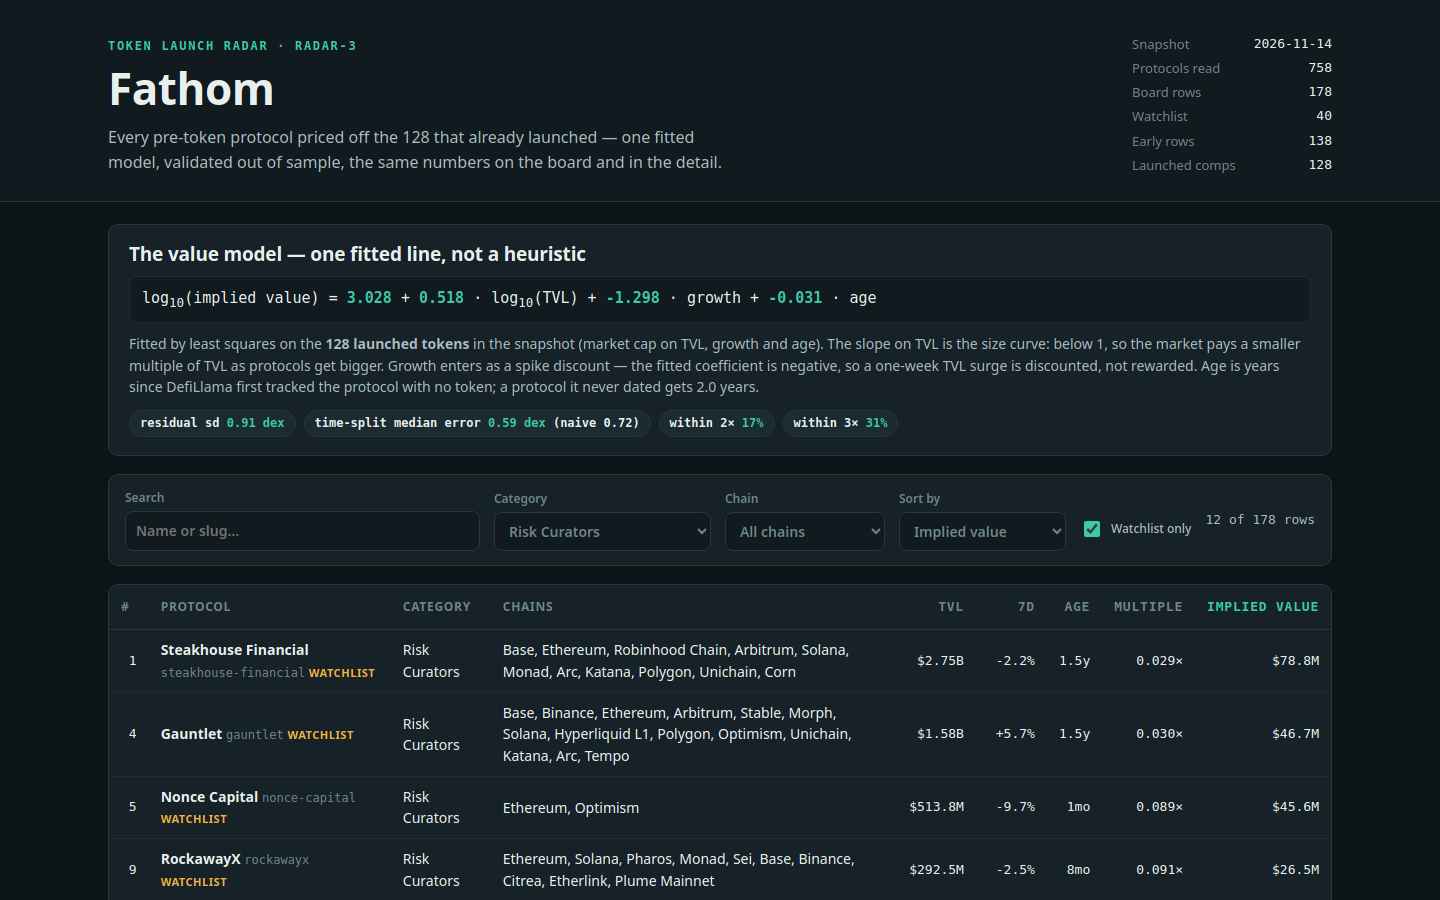 TOKEN LAUNCH RADAR · RADAR-3
Fathom
Every pre-token protocol priced off the 128 that already launched — one fitted
model, validated out of sample, the same numbers on the board and in the detail.
Snapshot 2026-11-14
Protocols read 758
Board rows 178
Watchlist 40
Early rows 138
Launched comps 128
The value model — one fitted line, not a heuristic
log10(implied value) = 3.028 + 0.518 · log10(TVL) + -1.298 · growth + -0.031 · age
Fitted by least squares on the 128 launched tokens in the snapshot (market cap on TVL, growth and age). The slope on TVL is the size curve: below 1, so the market pays a smaller
multiple of TVL as protocols get bigger. Growth enters as a spike discount — the fitted coefficient is negative, so a one-week TVL surge is discounted, not rewarded. Age is years
since DefiLlama first tracked the protocol with no token; a protocol it never dated gets 2.0 years.
residual sd 0.91 dex time-split median error 0.59 dex (naive 0.72) within 2× 17% within 3× 31%
Search Category Chain Sort by
Name or slug... Risk Curators All chains Implied value Watchlist only 12 of 178 rows
# PROTOCOL CATEGORY CHAINS TVL 7D AGE MULTIPLE IMPLIED VALUE
Steakhouse Financial Risk Base, Ethereum, Robinhood Chain, Arbitrum, Solana,
1 $2.75B -2.2% 1.5y 0.029× $78.8M
steakhouse-financial WATCHLIST Curators Monad, Arc, Katana, Polygon, Unichain, Corn
Base, Binance, Ethereum, Arbitrum, Stable, Morph,
Risk
4 Gauntlet gauntlet WATCHLIST Solana, Hyperliquid L1, Polygon, Optimism, Unichain, $1.58B +5.7% 1.5y 0.030× $46.7M
Curators
Katana, Arc, Tempo
Nonce Capital nonce-capital Risk
5 Ethereum, Optimism $513.8M -9.7% 1mo 0.089× $45.6M
WATCHLIST Curators
RockawayX rockawayx Risk Ethereum, Solana, Pharos, Monad, Sei, Base, Binance,
9 $292.5M -2.5% 8mo 0.091× $26.5M
WATCHLIST Curators Citrea, Etherlink, Plume Mainnet